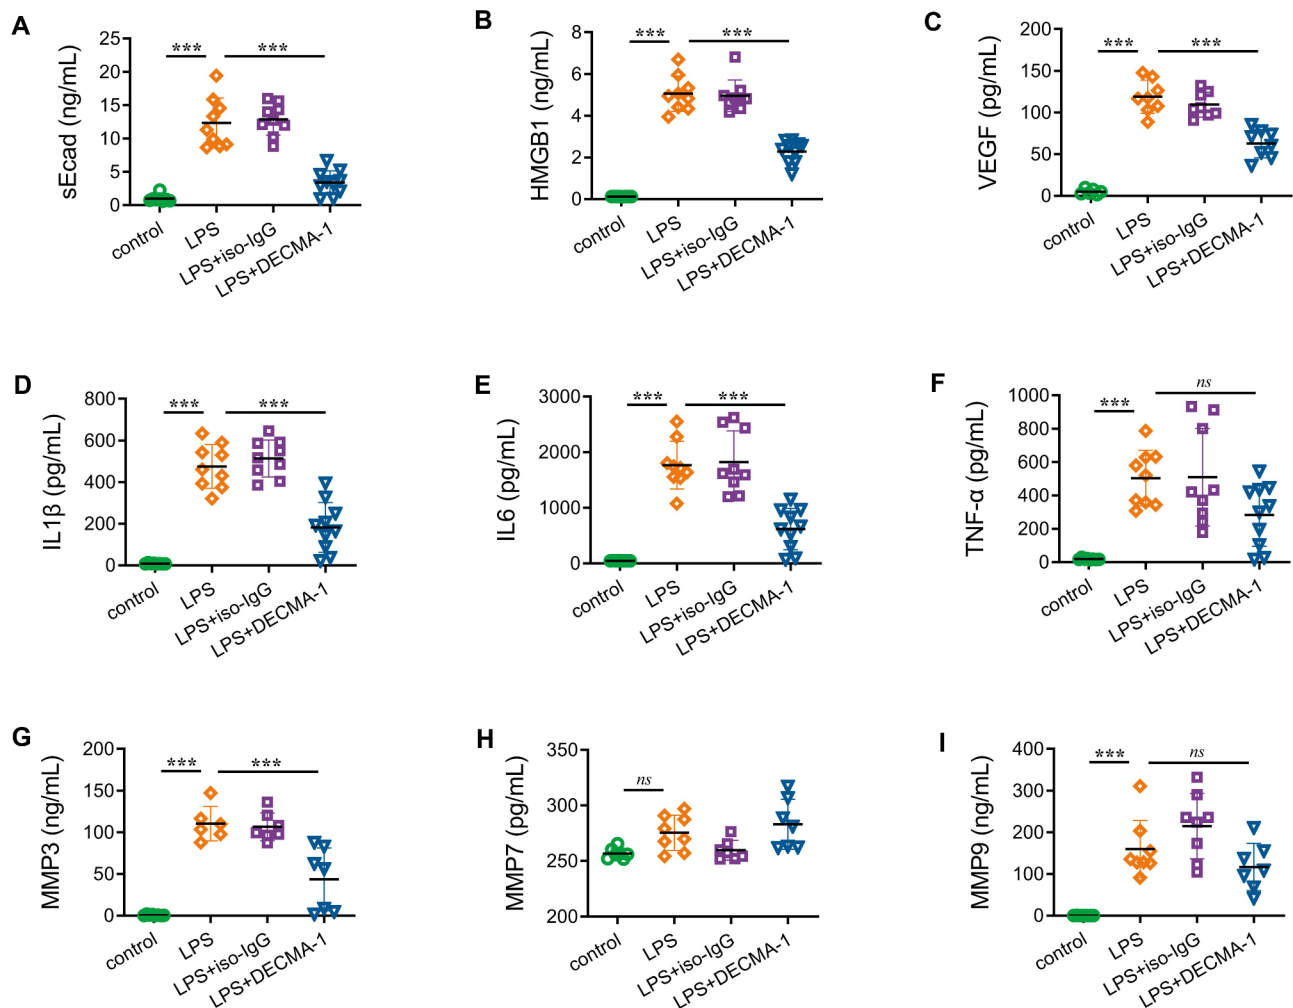 A
sEcad (ng/mL)
25
20
15
10
5
0
***
***
control
LPS
LPS+iso-IgG
LPS+DECMA-1
B
HMGB1 (ng/mL)
8
6
4
2
0
***
***
control
LPS
LPS+iso-IgG
LPS+DECMA-1
C
VEGF (pg/mL)
200
150
100
50
0
***
***
control
LPS
LPS+iso-IgG
LPS+DECMA-1
D
IL1β (pg/mL)
800
600
400
200
0
***
***
control
LPS
LPS+iso-IgG
LPS+DECMA-1
E
IL6 (pg/mL)
3000
2000
1000
0
***
***
control
LPS
LPS+iso-IgG
LPS+DECMA-1
F
TNF-α (pg/mL)
1000
800
600
400
200
0
***
ns
control
LPS
LPS+iso-IgG
LPS+DECMA-1
G
MMP3 (ng/mL)
200
150
100
50
0
***
***
control
LPS
LPS+iso-IgG
LPS+DECMA-1
H
MMP7 (pg/mL)
350
300
250
200
ns
control
LPS
LPS+iso-IgG
LPS+DECMA-1
I
MMP9 (ng/mL)
400
300
200
100
0
***
ns
control
LPS
LPS+iso-IgG
LPS+DECMA-1